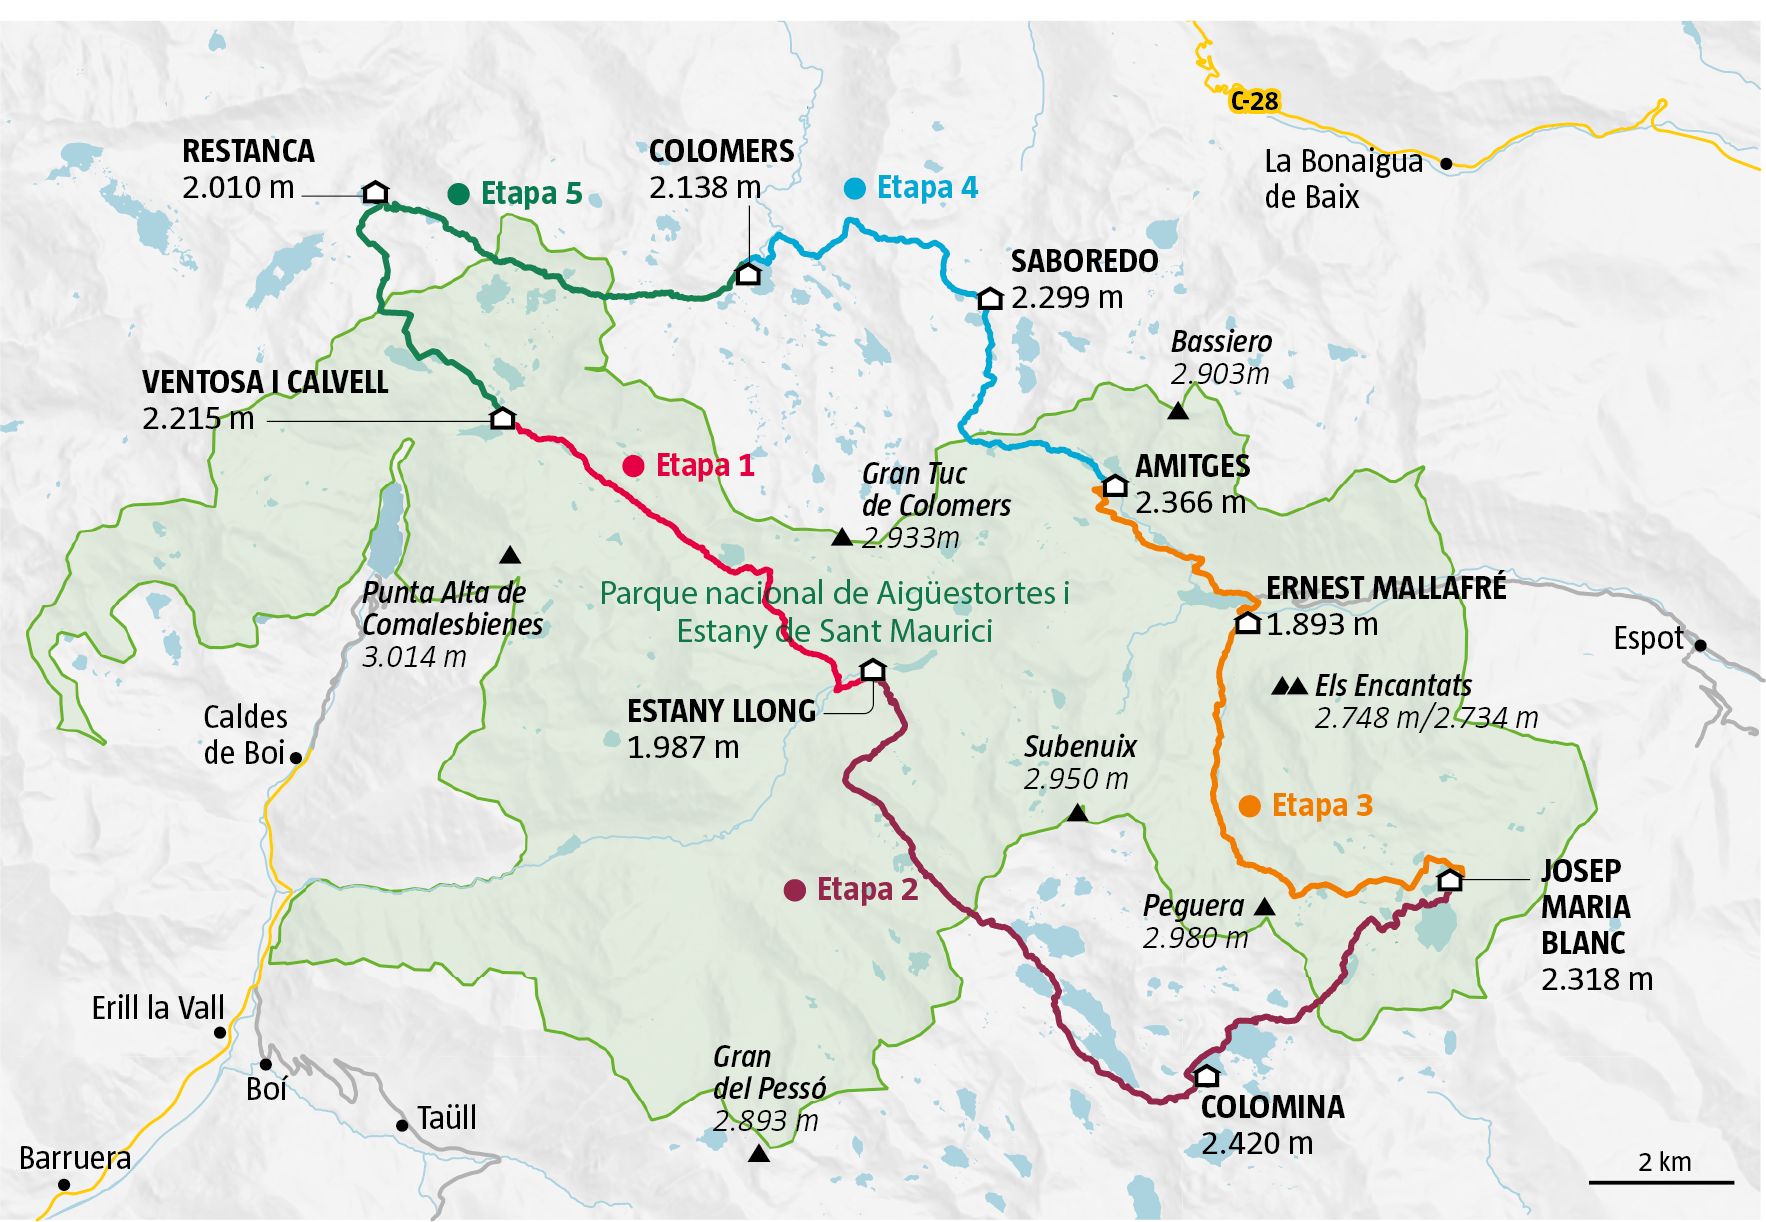 C-28
La Bonaigua
de Baix
RESTANCA
2.010 m
Etapa 5
COLOMERS
2.138 m
Etapa 4
SABOREDO
2.299 m
Bassiero
2.903m
VENTOSA I CALVELL
2.215 m
Etapa 1
Gran Tuc
de Colomers
2.933m
AMITGES
2.366 m
Punta Alta de
Comalesbienes
3.014 m
Parque nacional de Aigüestortes i
Estany de Sant Maurici
ERNEST MALLAFRÉ
1.893 m
Espot
Els Encantats
2.748 m/2.734 m
Caldes
de Boi
ESTANY LLONG
1.987 m
Subenuix
2.950 m
Etapa 3
Etapa 2
Peguera
2.980 m
JOSEP
MARIA
BLANC
2.318 m
Erill la Vall
Boí
Gran
del Pessó
2.893 m
Taüll
COLOMINA
2.420 m
Barruera
2 km